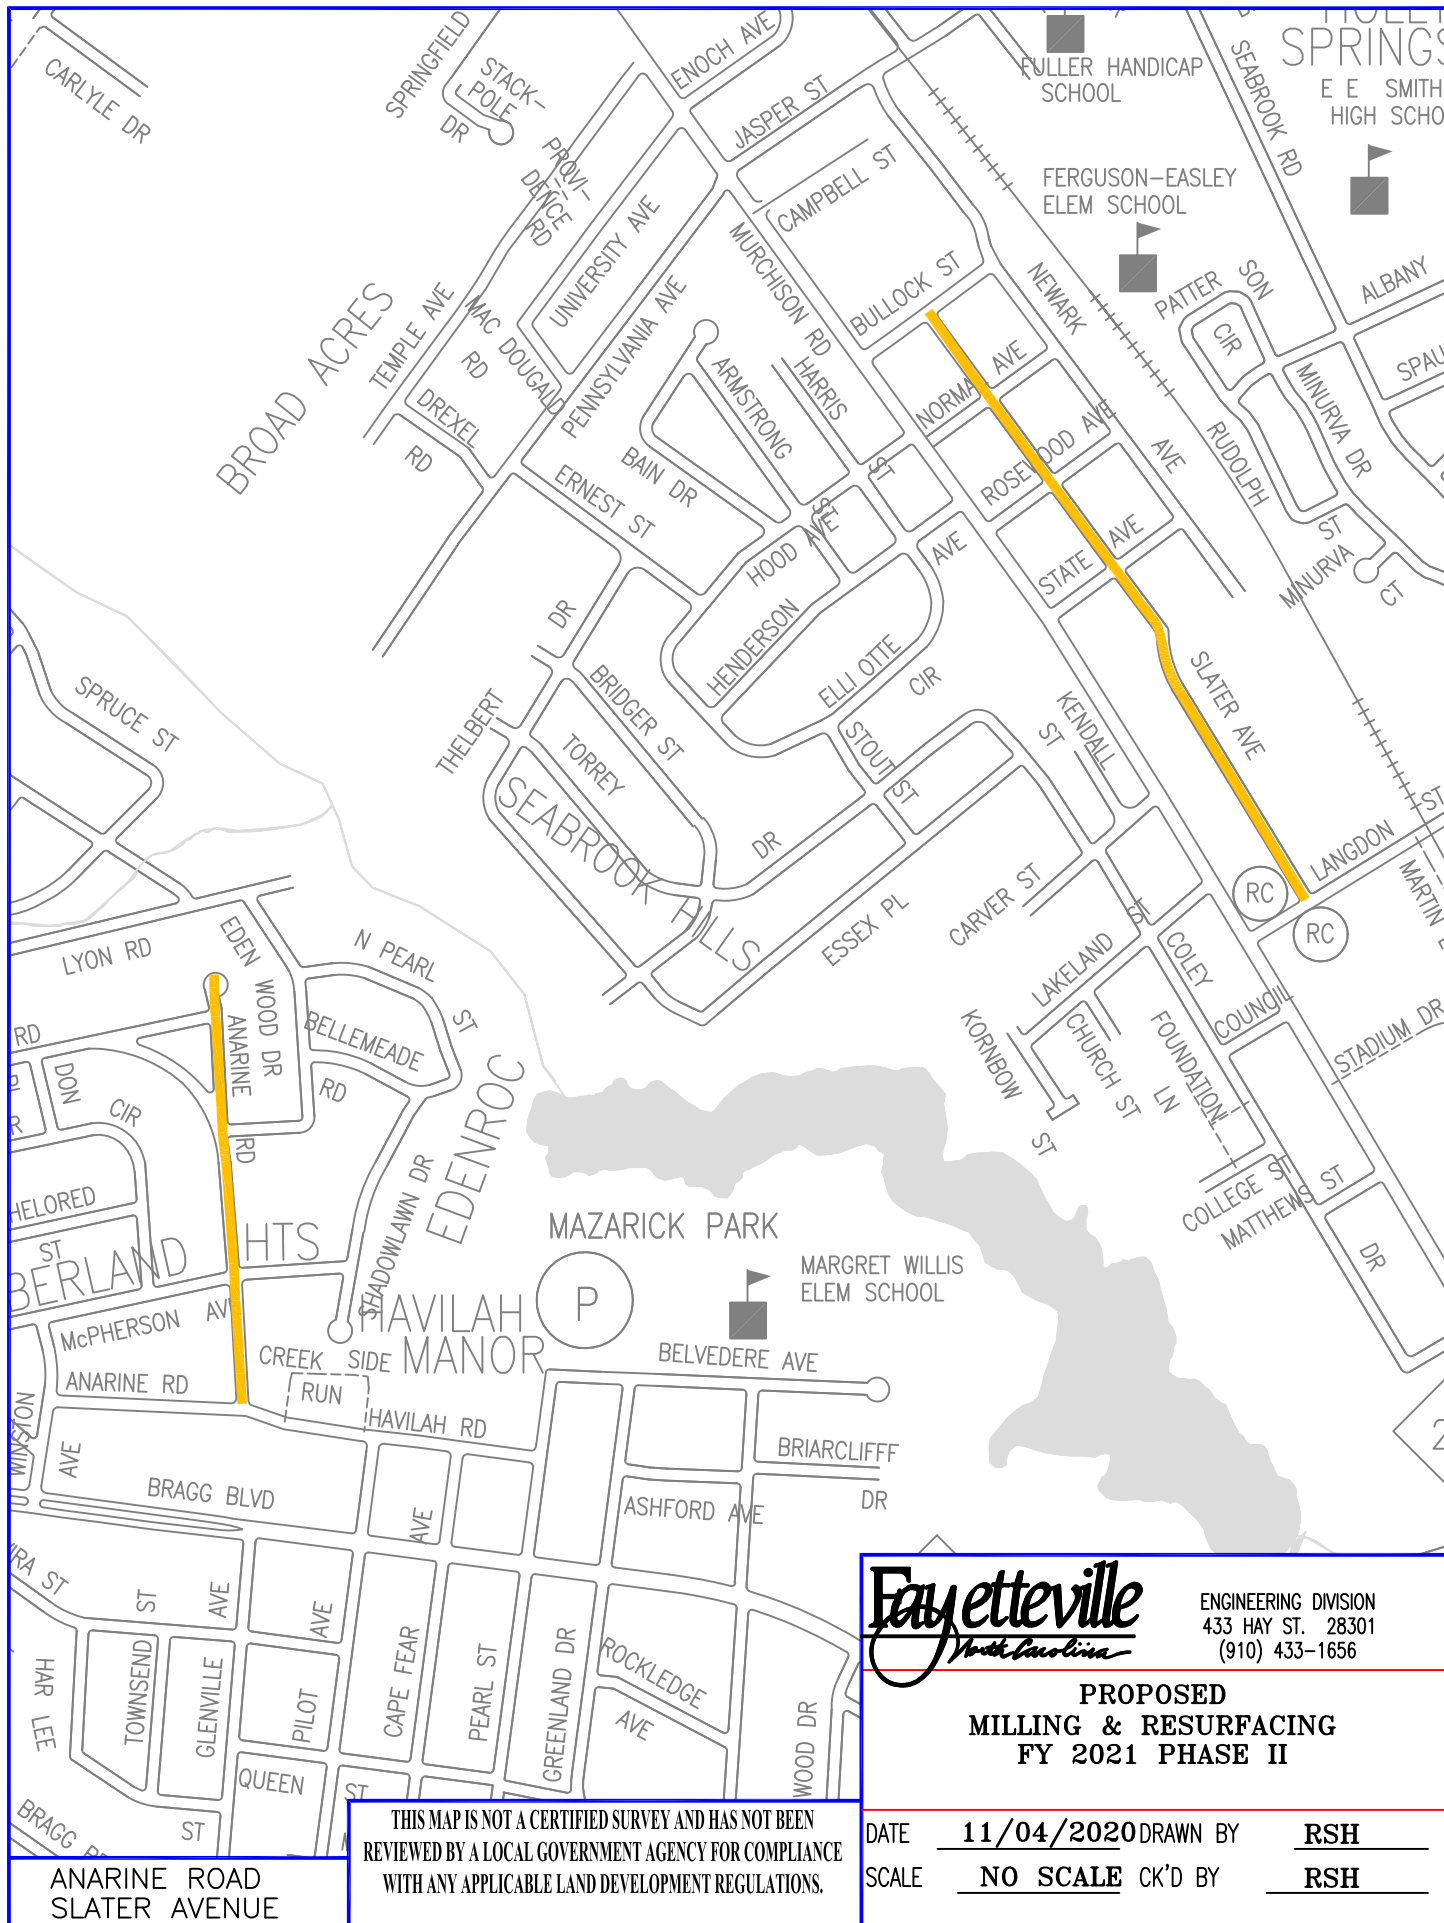 CARLYLE DR
SPRINGFIELD
STACK-
POLE
DR
ENOCH AVE
JASPER ST
PROVI-
DENCE
RD
UNIVERSITY AVE
CAMPBELL ST
FULLER HANDICAP
SCHOOL
SPRINGS
E E SMITH
SEABROOK RD
FERGUSON-EASLEY
ELEM SCHOOL
BROAD ACRES
TEMPLE AVE
MAC DOUGALD
RD
DREXEL
RD
PENNSYLVANIA AVE
MURCHISON RD
BULLOCK ST
NEWARK
AVE
PATTER SON
CIR
ALBANY
MINURVA DR
NORMAL AVE
ARMSTRONG
ST
HARRIS
ST
BAIN DR
ERNEST ST
HOOD AVE
ROSEWOOD AVE
RUDOLPH
ST
MINURVA
CT
STATE AVE
AVE
HENDERSON
ELLI OTTE
CIR
DR
THELBERT
BRIDGER ST
TORREY
SEABROOK HILLS
STOUT ST
DR
KENDALL
ST
SLATER AVE
LANGDON ST
RC
RC
MARTIN
SPRUCE ST
ESSEX PL
CARVER ST
LAKELAND ST
COLEY
COUNCIL
STADIUM DR
LYON RD
EDEN WOOD DR
N PEARL
ST
BELLEMEADE
RD
RD
DON
CIR
ANARINE
RD
EDENROC
KORNBOW
ST
CHURCH ST
FOUNDATION
LN
COLLEGE ST
MATTHEWS ST
DR
HELORED
ST
BERLAND HTS
SHADOWLAWN DR
MAZARICK PARK
P
MARGRET WILLIS
ELEM SCHOOL
HAVILAH
MANOR
McPHERSON AV
CREEK SIDE
RUN
ANARINE RD
HAVILAH RD
BELVEDERE AVE
BRIARCLIFFF
DR
WINSTON
AVE
BRAGG BLVD
AVE
ASHFORD AVE
2
IRA ST
ST
TOWNSEND
AVE
GLENVILLE
AVE
PILOT
CAPE FEAR
PEARL ST
GREENLAND DR
ROCKLEDGE
AVE
WOOD DR
HAR LEE
QUEEN
ST
ST
BRAGG
Fayetteville
North Carolina
ENGINEERING DIVISION
433 HAY ST. 28301
(910) 433-1656
PROPOSED
MILLING & RESURFACING
FY 2021 PHASE II
DATE 11/04/2020 DRAWN BY RSH
SCALE NO SCALE CK'D BY RSH
THIS MAP IS NOT A CERTIFIED SURVEY AND HAS NOT BEEN
REVIEWED BY A LOCAL GOVERNMENT AGENCY FOR COMPLIANCE
WITH ANY APPLICABLE LAND DEVELOPMENT REGULATIONS.
ANARINE ROAD
SLATER AVENUE